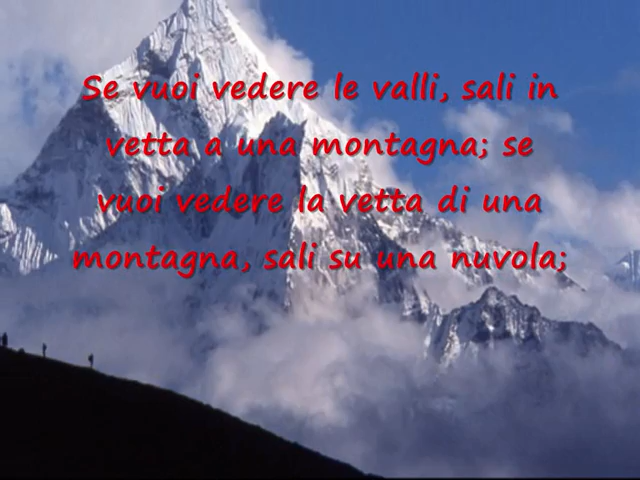 Se vuoi vedere le valli, sali in
vetta a una montagna; se
vuoi vedere la vetta di una
montagna, sali su una nuvola;